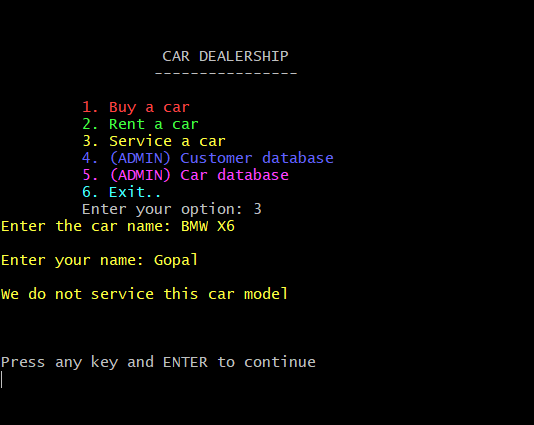 CAR DEALERSHIP
----------------
1. Buy a car
2. Rent a car
3. Service a car
4. (ADMIN) Customer database
5. (ADMIN) Car database
6. Exit..
Enter your option: 3
Enter the car name: BMW X6
Enter your name: Gopal
We do not service this car model
Press any key and ENTER to continue